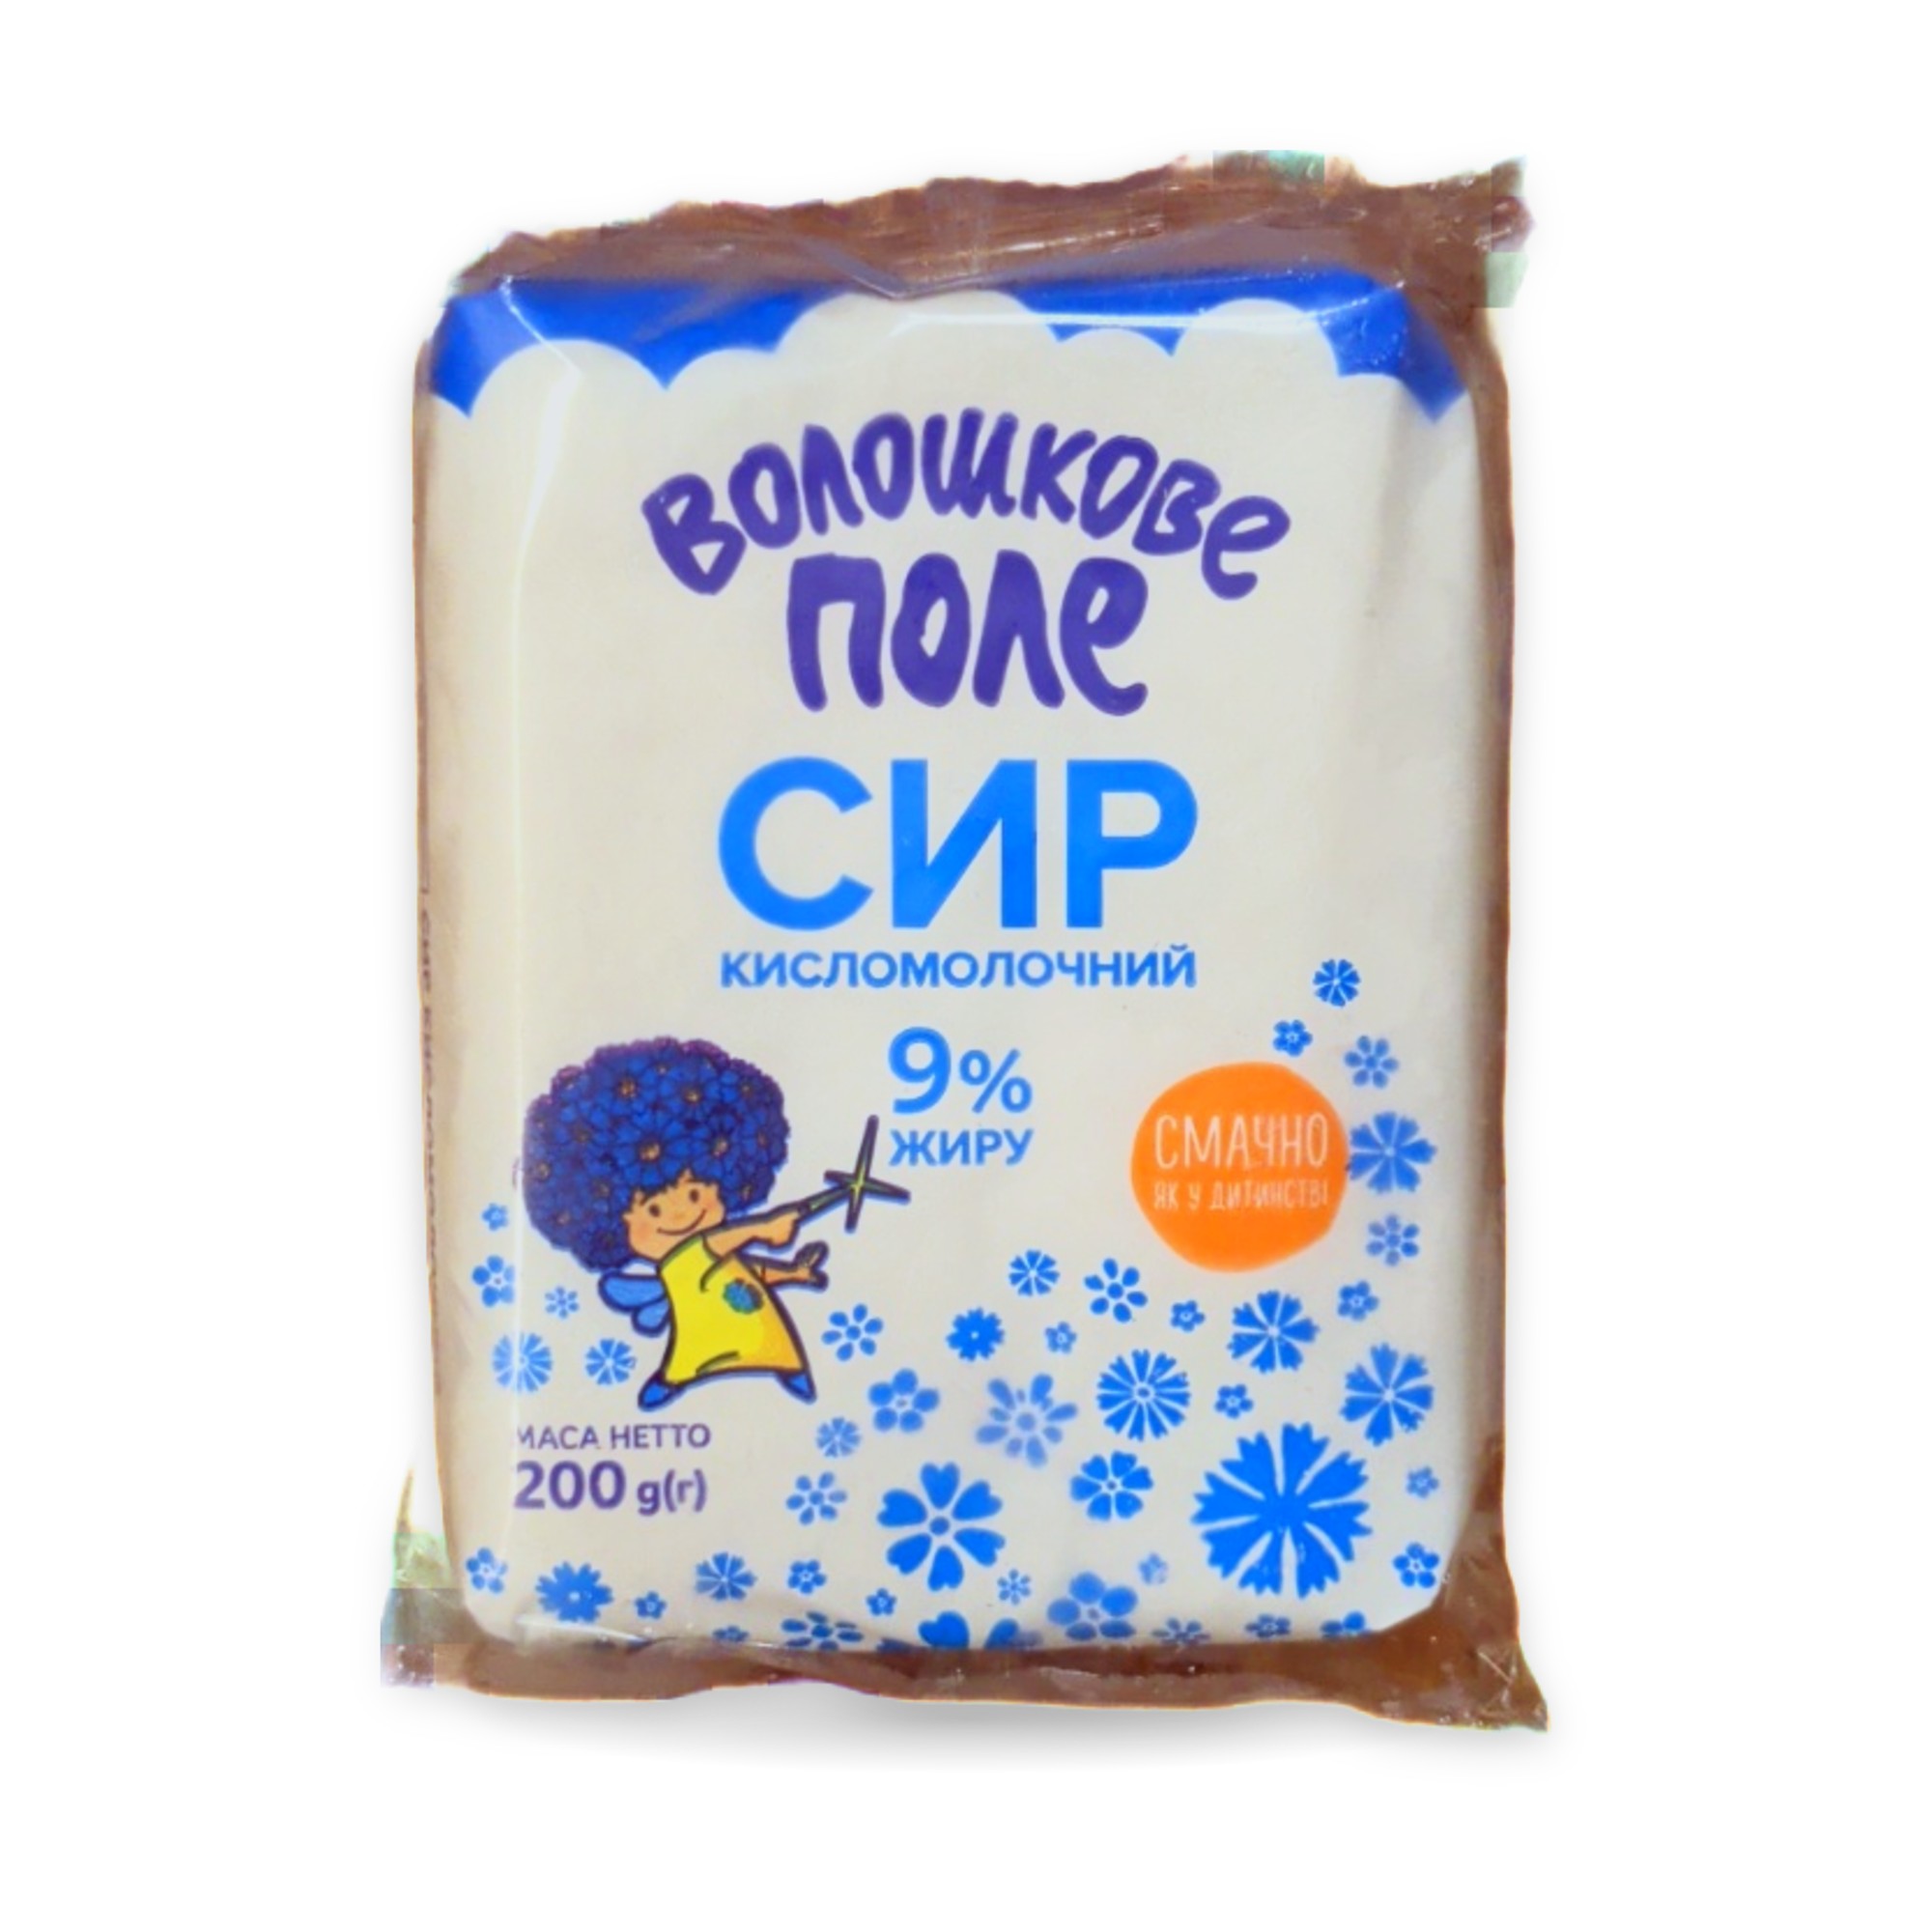 Волошкове
поле
СИР
КИСЛОМОЛОЧНИЙ
9%
ЖИРУ
СМАЧНО
ЯК У ДИТИНСТВІ
МАСА НЕТТО
200 g(г)